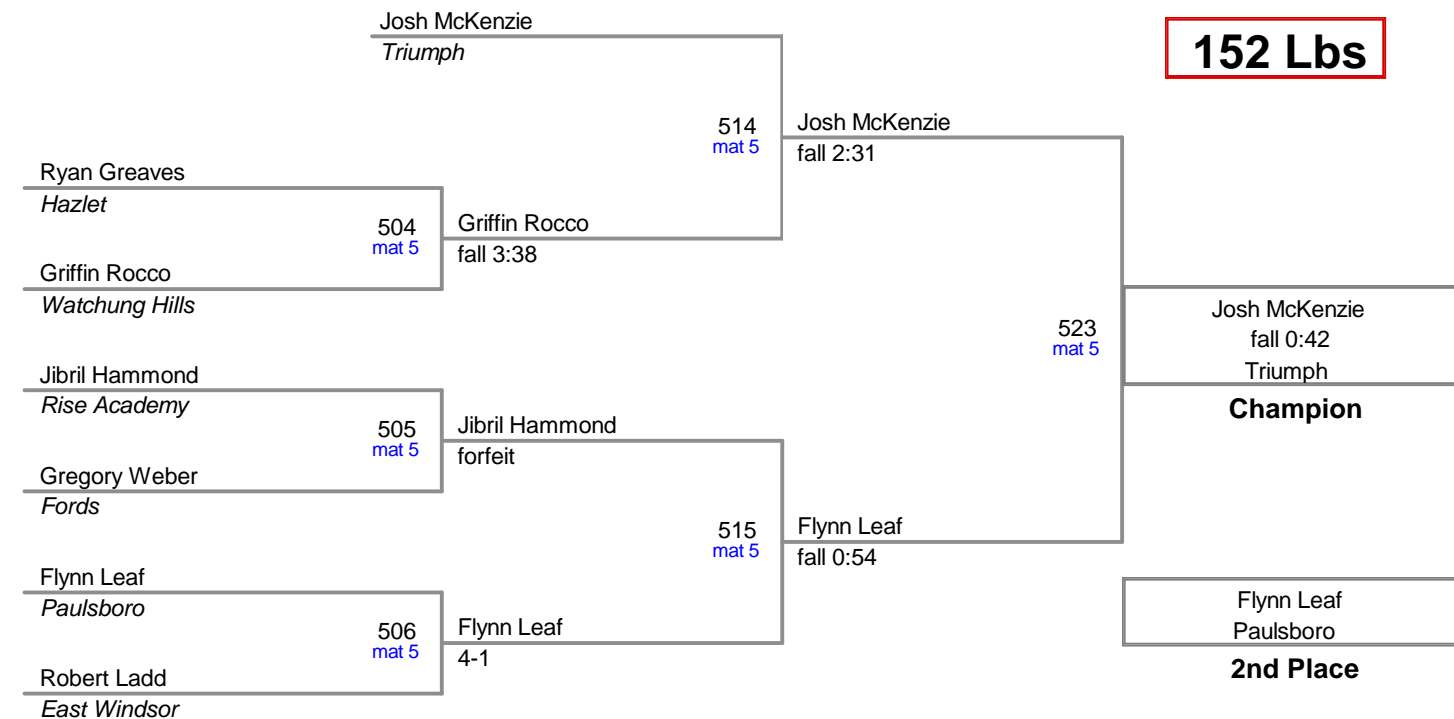 Josh McKenzie
Triumph
152 Lbs
514
mat 5
Josh McKenzie
fall 2:31
Ryan Greaves
Hazlet
504
mat 5
Griffin Rocco
fall 3:38
Griffin Rocco
Watchung Hills
523
mat 5
Josh McKenzie
fall 0:42
Triumph
Champion
Jibril Hammond
Rise Academy
505
mat 5
Jibril Hammond
forfeit
Gregory Weber
Fords
515
mat 5
Flynn Leaf
fall 0:54
Flynn Leaf
Paulsboro
506
mat 5
Flynn Leaf
4-1
Robert Ladd
East Windsor
Flynn Leaf
Paulsboro
2nd Place